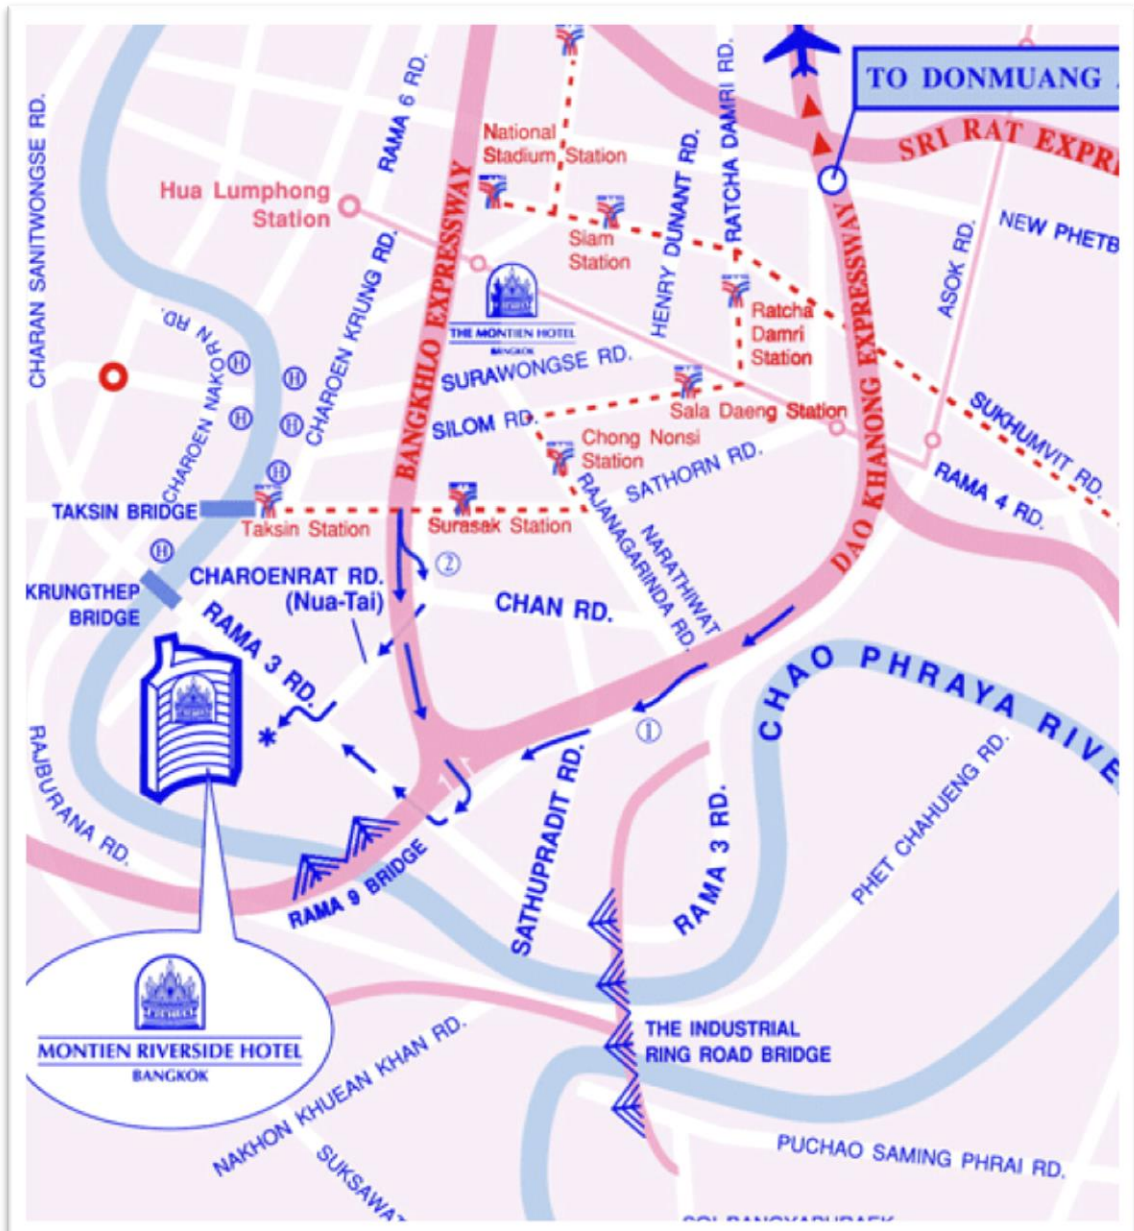 TO DONMUANG
SRI RAT EXPR
RAMA 6 RD.
RATCHA DAMRI RD.
CHARAN SANITWONGSE RD.
National
Stadium Station
Hua Lumphong
Station
HENRY DUNANT RD.
NEW PHETB
ASOK RD.
Siam
Station
BANGKHLO EXPRESSWAY
DAO KHANONG EXPRESSWAY
CHAROEN KRUNG RD.
CHAROEN NAKORN RD.
THE MONTIEN HOTEL
BANGKOK
Ratcha
Damri
Station
SURAWONGSE RD.
SILOM RD.
Sala Daeng Station
SUKHUMVIT RD.
H
H
H
H
H
Chong Nonsi
Station
SATHORN RD.
RAMA 4 RD.
TAKSIN BRIDGE
Taksin Station
Surasak Station
RAJANAGARINDA RD.
NARATHIWAT
H
KRUNGTHEP
BRIDGE
CHAROENRAT RD.
(Nua-Tai)
2
CHAN RD.
RAMA 3 RD.
CHAO PHRAYA RIVE
1
*
RAJBURANA RD.
SATHUPRADIT RD.
RAMA 3 RD.
PHET CHAHUENG RD.
RAMA 9 BRIDGE
MONTIEN RIVERSIDE HOTEL
BANGKOK
THE INDUSTRIAL
RING ROAD BRIDGE
NAKHON KHUEAN KHAN RD.
SUKSAWAT
PUCHAO SAMING PHRAI RD.